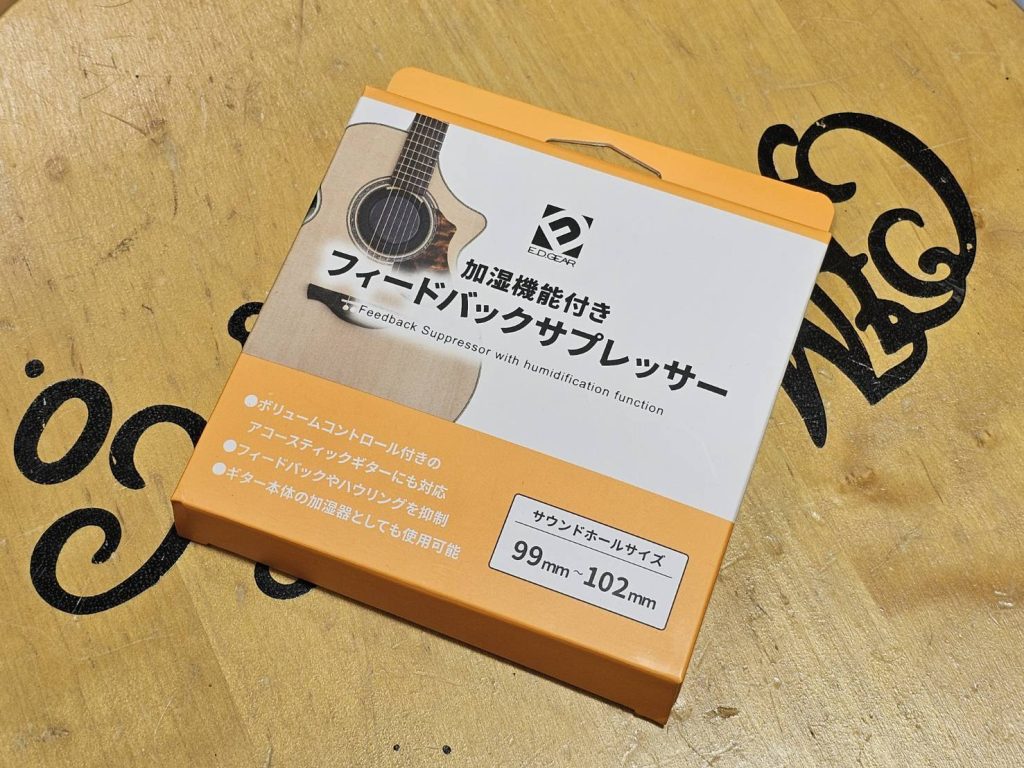 E.D.GEAR
加湿機能付き
フィードバックサプレッサー
Feedback Suppressor with humidification function
●ボリュームコントロール付きの
アコースティックギターにも対応
●フィードバックやハウリングを抑制
●ギター本体の加湿器としても使用可能
サウンドホールサイズ
99mm~102mm